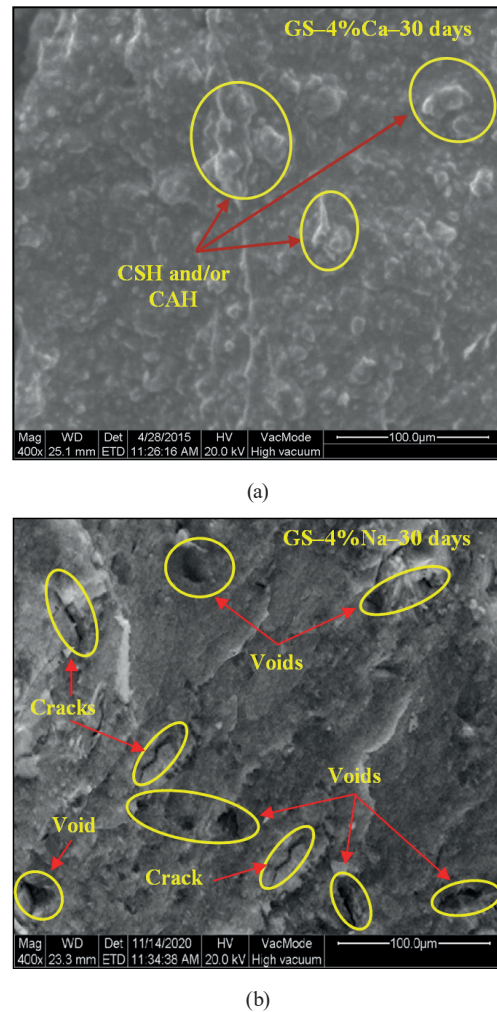 GS–4%Ca–30 days
CSH and/or
CAH
Mag WD Det 4/28/2015 HV VacMode 100.0µm
400x 25.1 mm ETD 11:26:16 AM 20.0 kV High vacuum
(a)
GS–4%Na–30 days
Voids
Cracks
Voids
Void
Crack
Mag WD Det 11/14/2020 HV VacMode 100.0µm
400x 23.3 mm ETD 11:34:38 AM 20.0 kV High vacuum
(b)